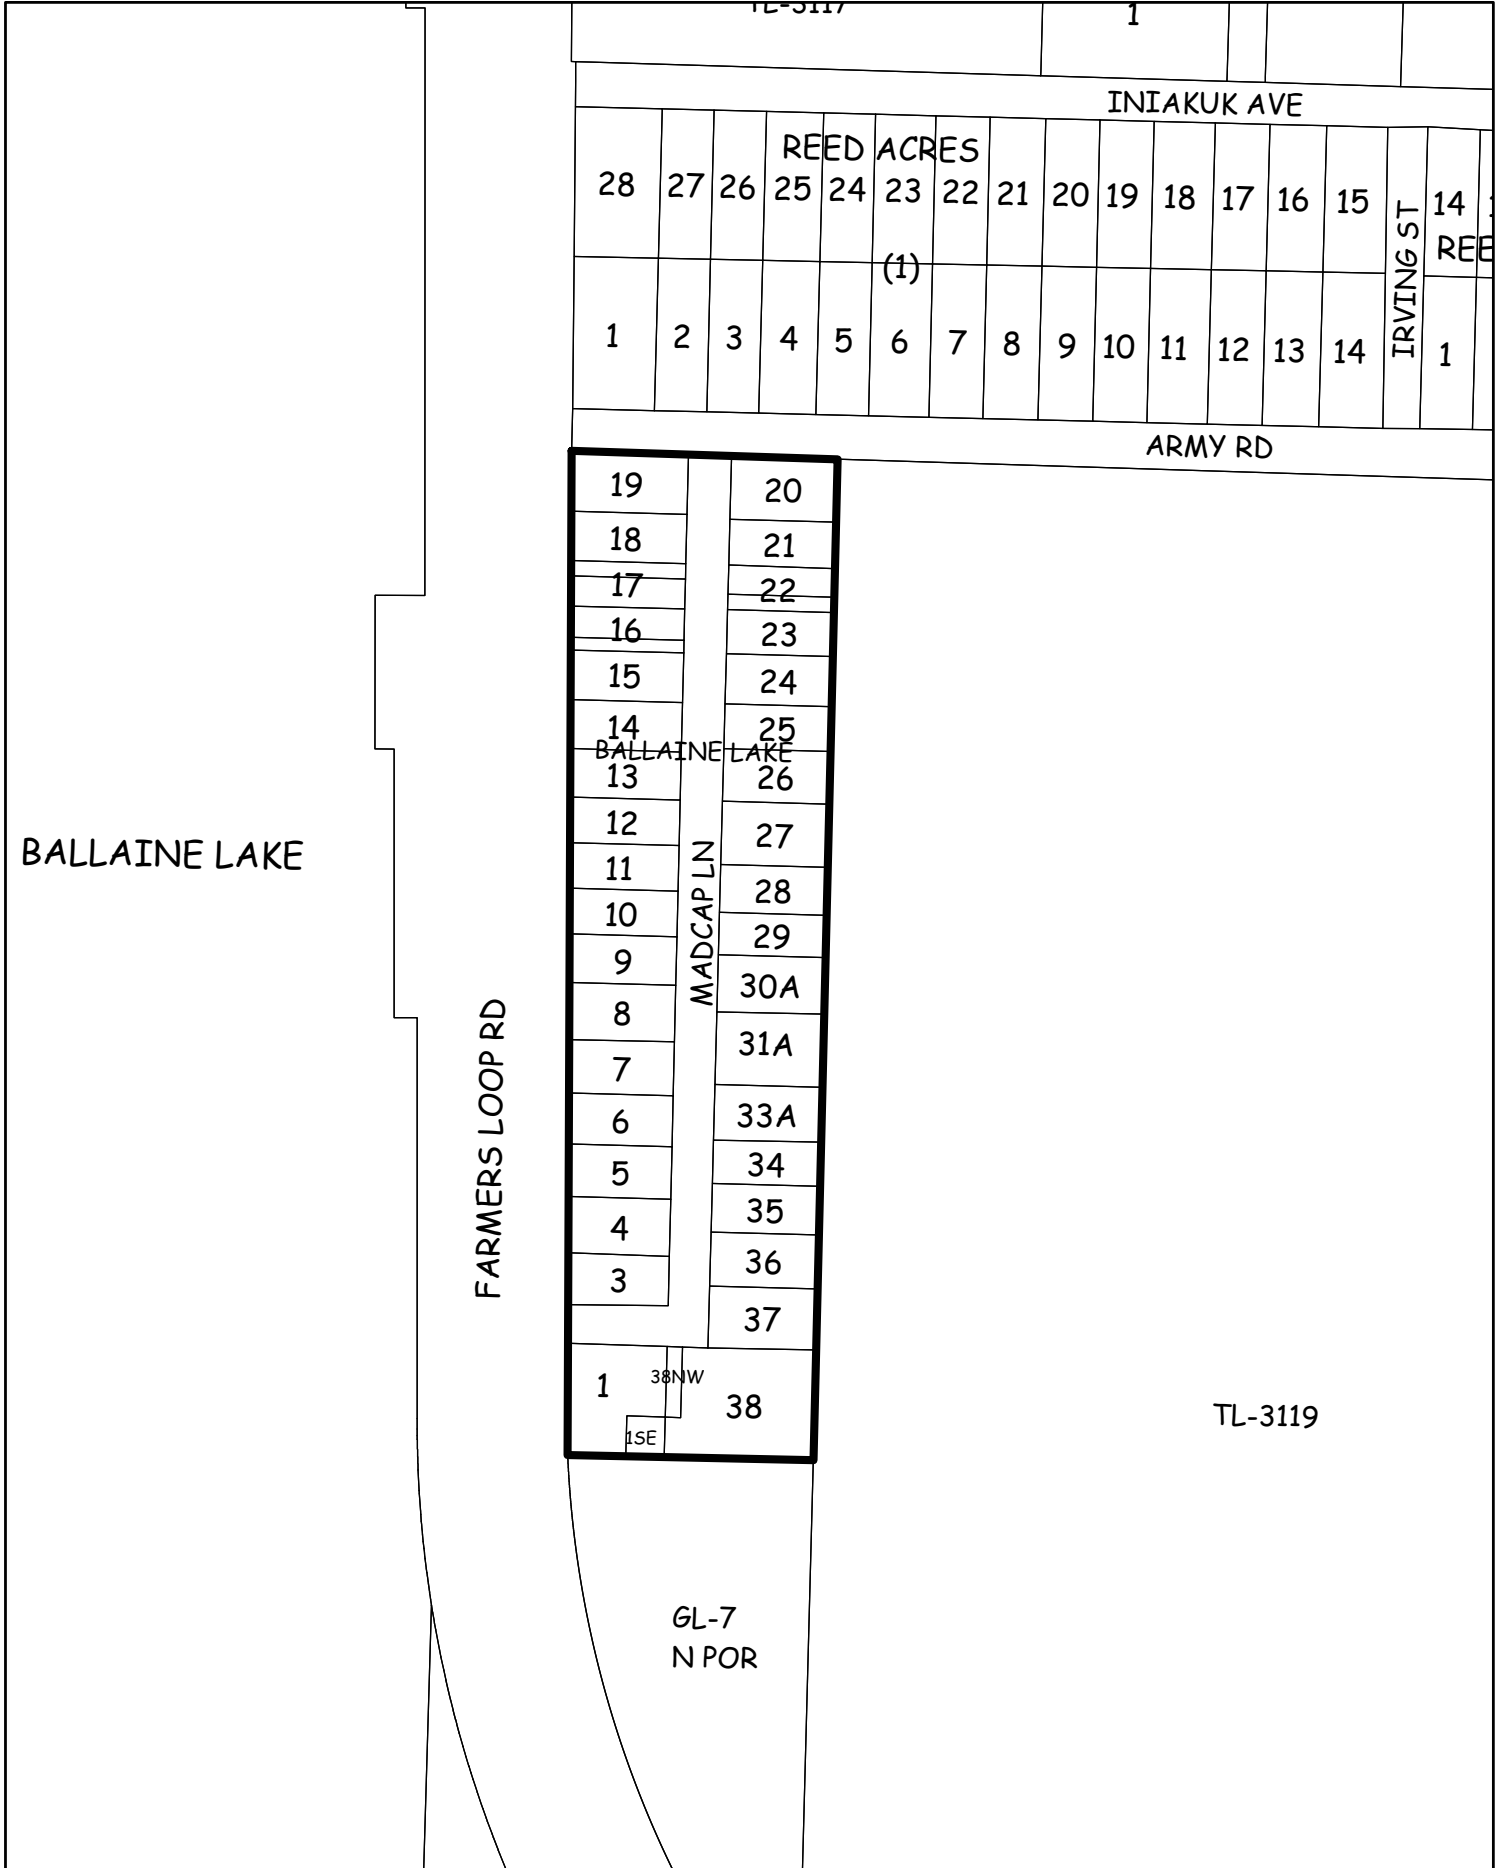 TL-3117
1
INIAKUK AVE
REED ACRES
28 27 26 25 24 23 22 21 20 19 18 17 16 15 14
REE
(1)
1 2 3 4 5 6 7 8 9 10 11 12 13 14 1
IRVING ST
ARMY RD
19 20
18 21
17 22
16 23
15 24
14 25
BALLAINE LAKE
13 26
12 27
11 28
10 29
9 30A
8 31A
7 33A
6 34
5 35
4 36
3 37
MADCAP LN
BALLAINE LAKE
FARMERS LOOP RD
1 38NW 38
1SE
TL-3119
GL-7
N POR